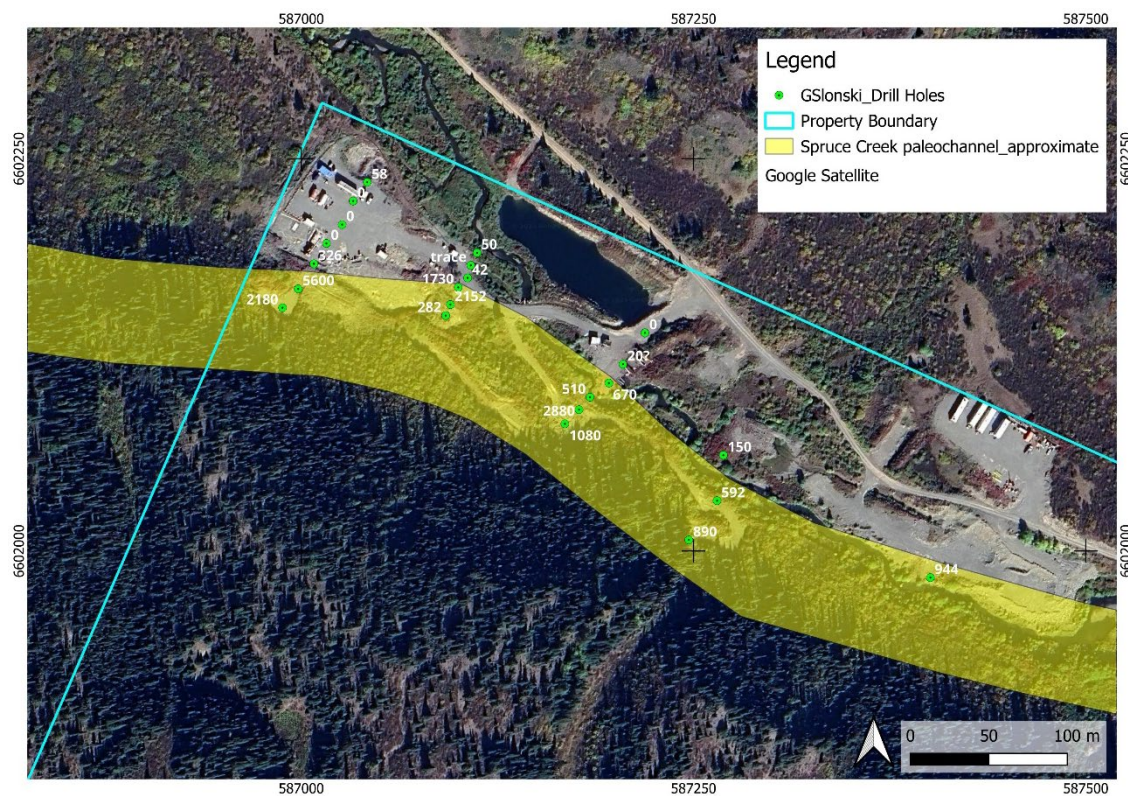 587000 587250 587500
Legend
GSlonski_Drill Holes
Property Boundary
Spruce Creek paleochannel_approximate
Google Satellite
6602250
6602250
58
0
0
0
326
5600
2180
50
trace
42
1730
2152
282
0
20?
670
510
2880
1080
150
592
890
944
6602000
6602000
0 50 100 m
587000 587250 587500